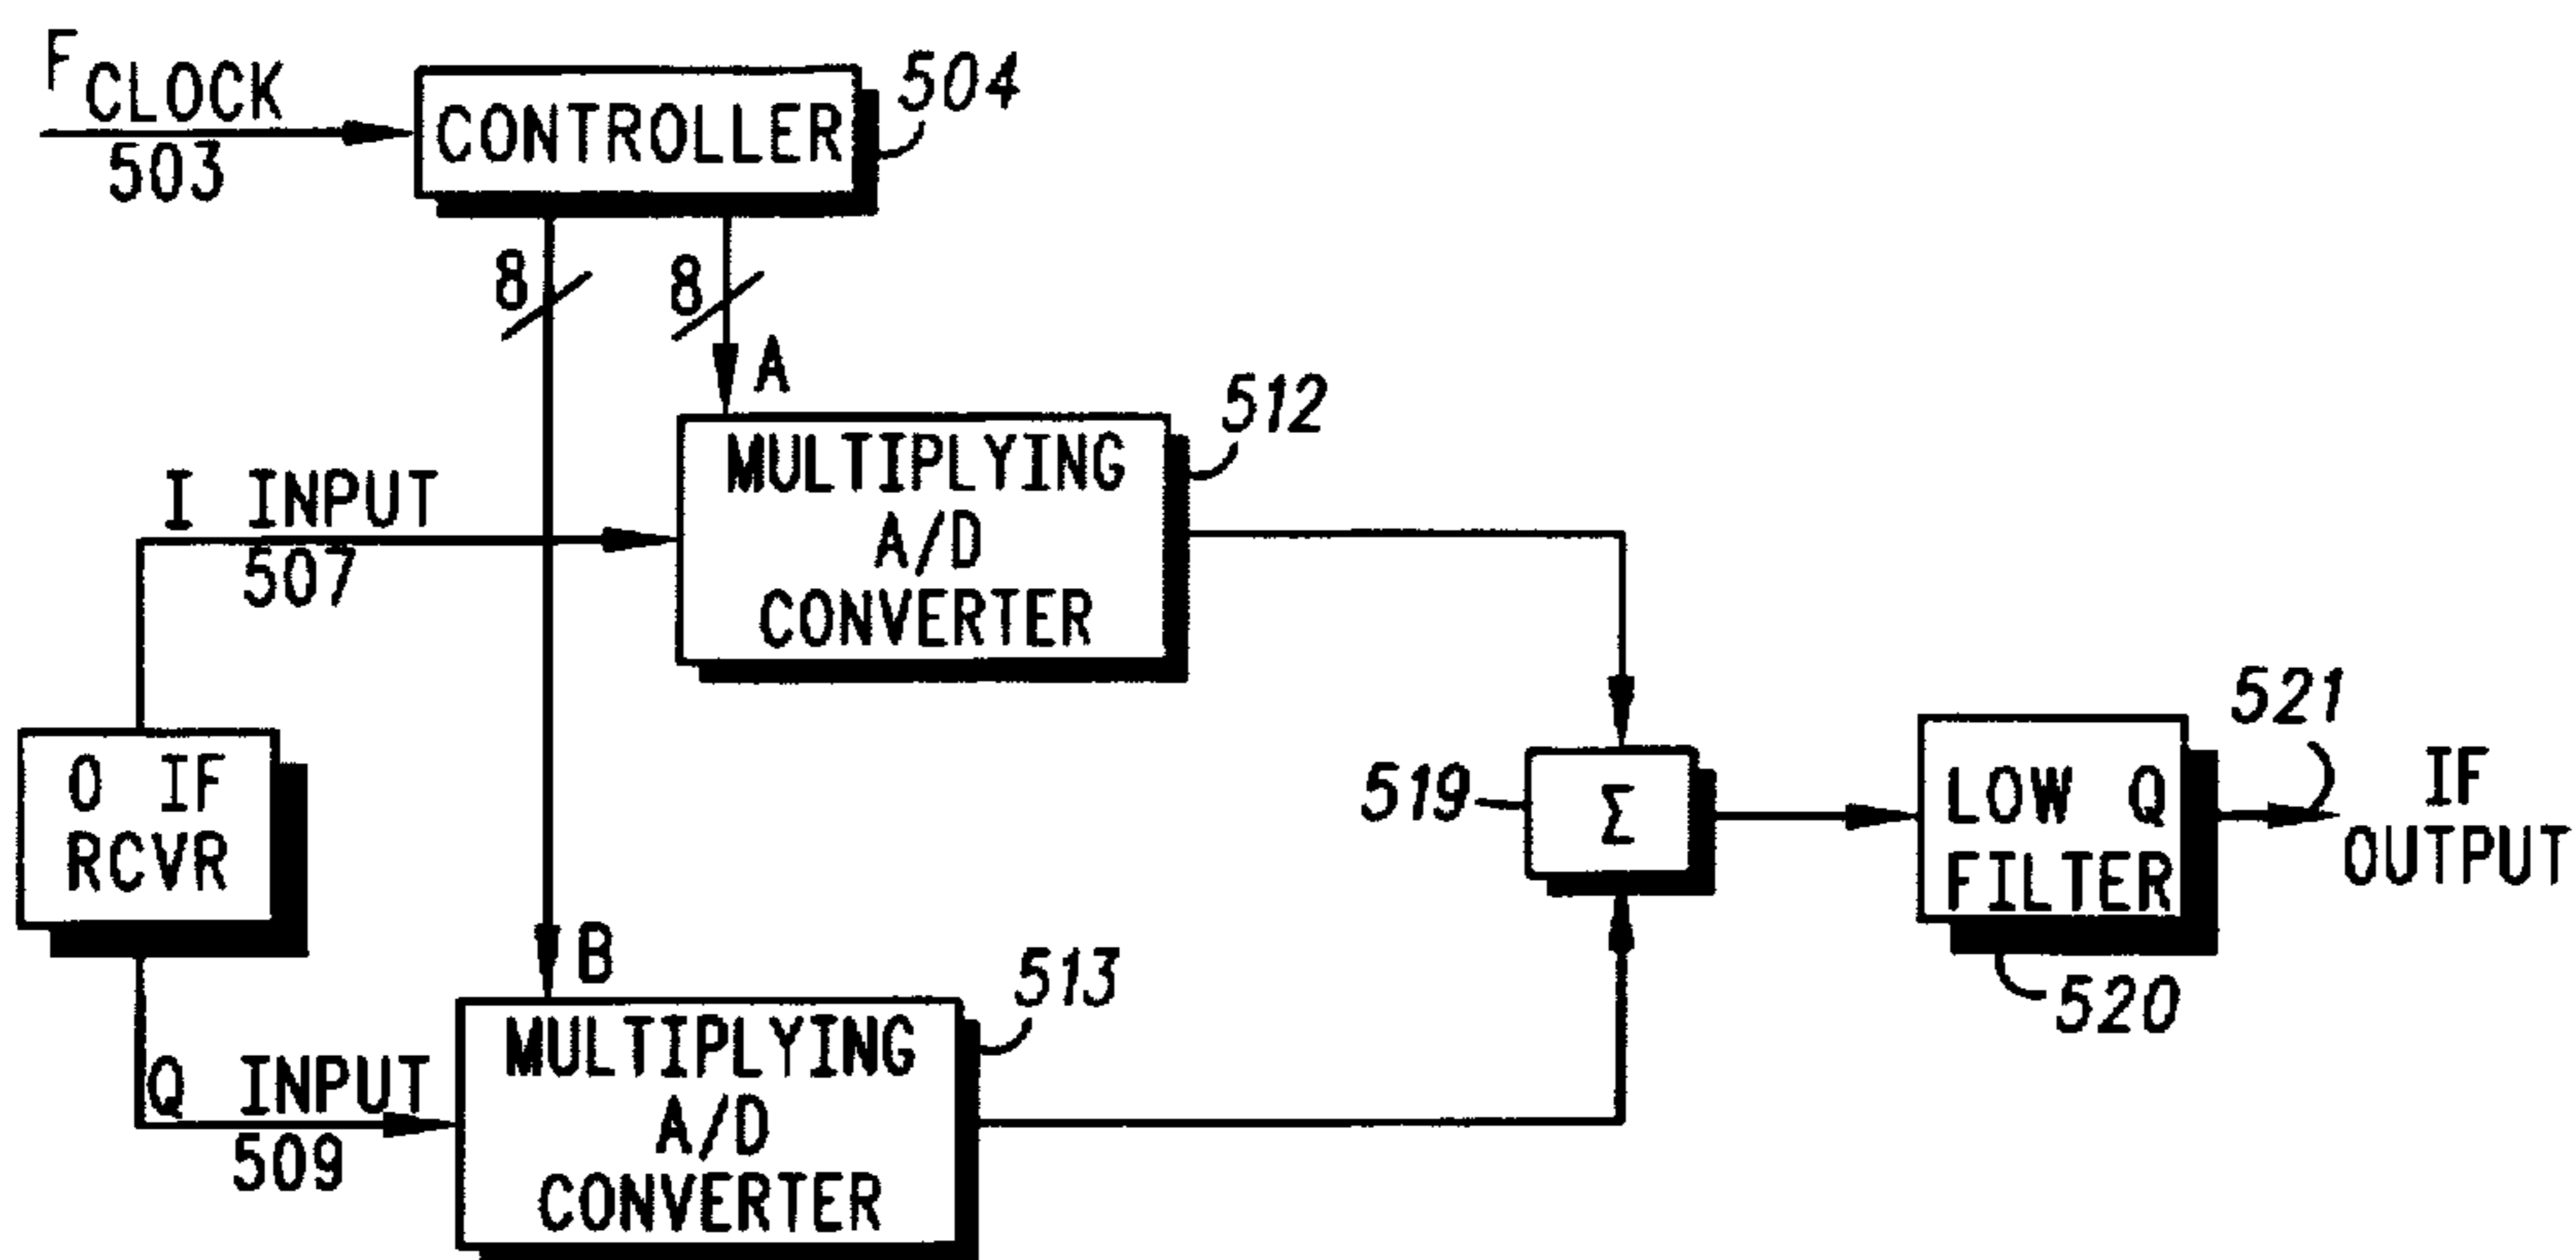 FCLOCK
503
CONTROLLER
504
8
8
A
I INPUT
507
MULTIPLYING
A/D
CONVERTER
512
0 IF
RCVR
B
Q INPUT
509
MULTIPLYING
A/D
CONVERTER
513
519
Σ
LOW Q
FILTER
520
521
IF
OUTPUT